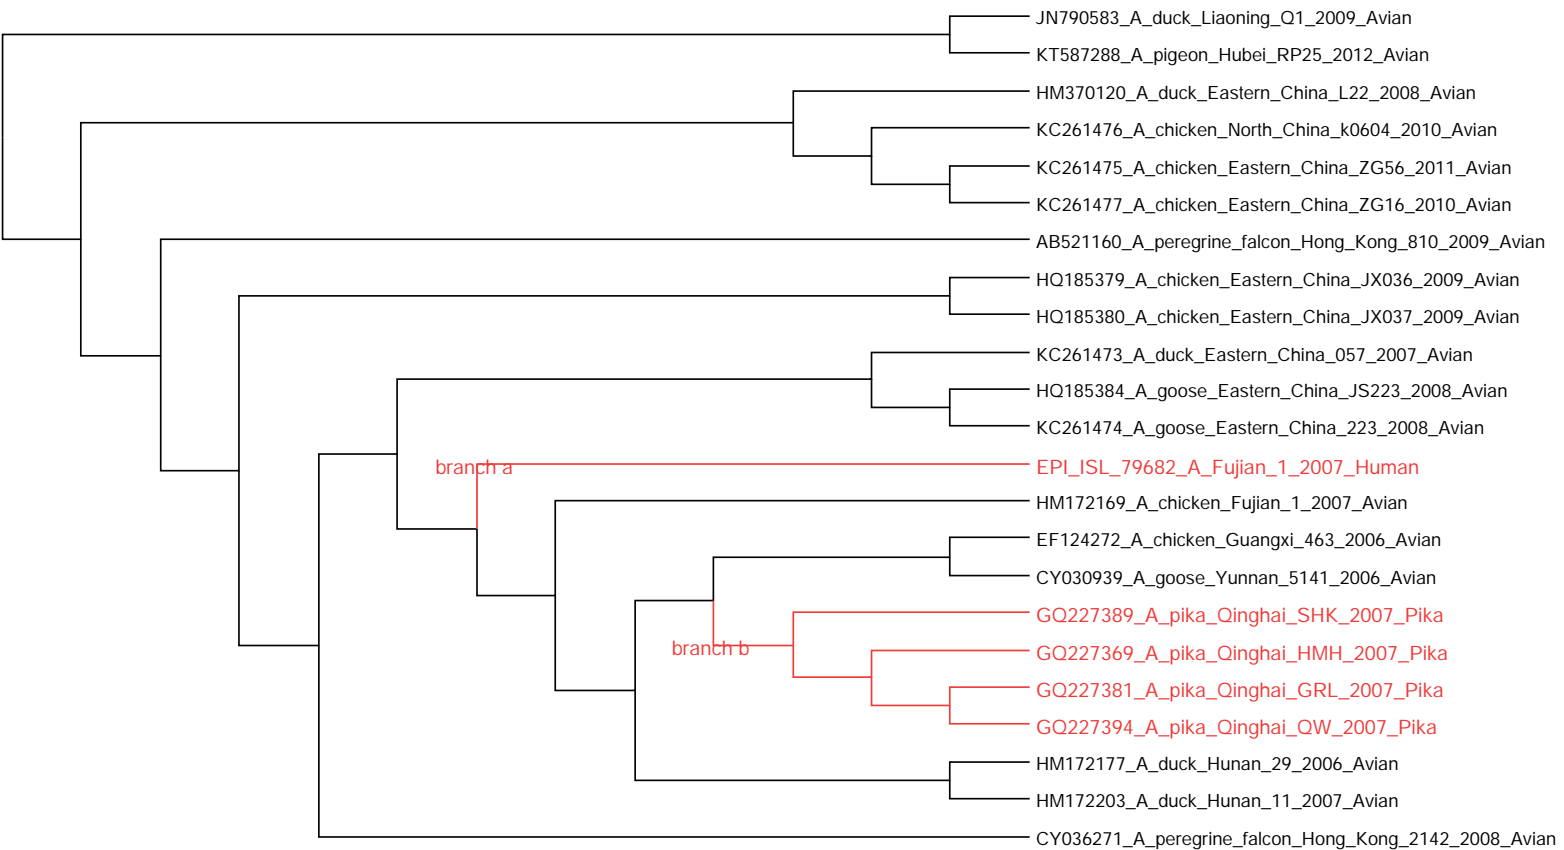 JN790583_A_duck_Liaoning_Q1_2009_Avian
KT587288_A_pigeon_Hubei_RP25_2012_Avian
HM370120_A_duck_Eastern_China_L22_2008_Avian
KC261476_A_chicken_North_China_k0604_2010_Avian
KC261475_A_chicken_Eastern_China_ZG56_2011_Avian
KC261477_A_chicken_Eastern_China_ZG16_2010_Avian
AB521160_A_peregrine_falcon_Hong_Kong_810_2009_Avian
HQ185379_A_chicken_Eastern_China_JX036_2009_Avian
HQ185380_A_chicken_Eastern_China_JX037_2009_Avian
KC261473_A_duck_Eastern_China_057_2007_Avian
HQ185384_A_goose_Eastern_China_JS223_2008_Avian
KC261474_A_goose_Eastern_China_223_2008_Avian
branch a
EPI_ISL_79682_A_Fujian_1_2007_Human
HM172169_A_chicken_Fujian_1_2007_Avian
EF124272_A_chicken_Guangxi_463_2006_Avian
CY030939_A_goose_Yunnan_5141_2006_Avian
GQ227389_A_pika_Qinghai_SHK_2007_Pika
branch b
GQ227369_A_pika_Qinghai_HMH_2007_Pika
GQ227381_A_pika_Qinghai_GRL_2007_Pika
GQ227394_A_pika_Qinghai_QW_2007_Pika
HM172177_A_duck_Hunan_29_2006_Avian
HM172203_A_duck_Hunan_11_2007_Avian
CY036271_A_peregrine_falcon_Hong_Kong_2142_2008_Avian